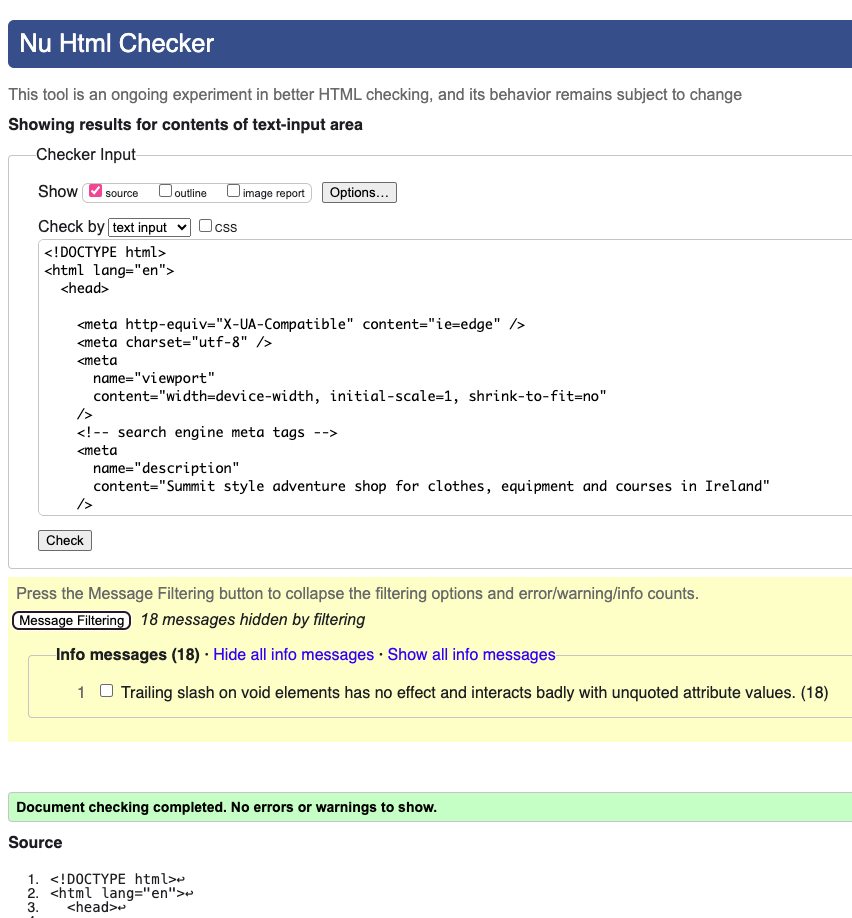 Nu Html Checker
This tool is an ongoing experiment in better HTML checking, and its behavior remains subject to change
Showing results for contents of text-input area
Checker Input
Show source outline image report Options...
Check by text input CSS
<!DOCTYPE html>
<html lang="en">
  <head>

    <meta http-equiv="X-UA-Compatible" content="ie=edge" />
    <meta charset="utf-8" />
    <meta
      name="viewport"
      content="width=device-width, initial-scale=1, shrink-to-fit=no"
    />
    <!-- search engine meta tags -->
    <meta
      name="description"
      content="Summit style adventure shop for clothes, equipment and courses in Ireland"
    />
Check
Press the Message Filtering button to collapse the filtering options and error/warning/info counts.
Message Filtering 18 messages hidden by filtering
Info messages (18) · Hide all info messages · Show all info messages
1 Trailing slash on void elements has no effect and interacts badly with unquoted attribute values. (18)
Document checking completed. No errors or warnings to show.
Source
1. <!DOCTYPE html>↩
2. <html lang="en">↩
3.   <head>↩